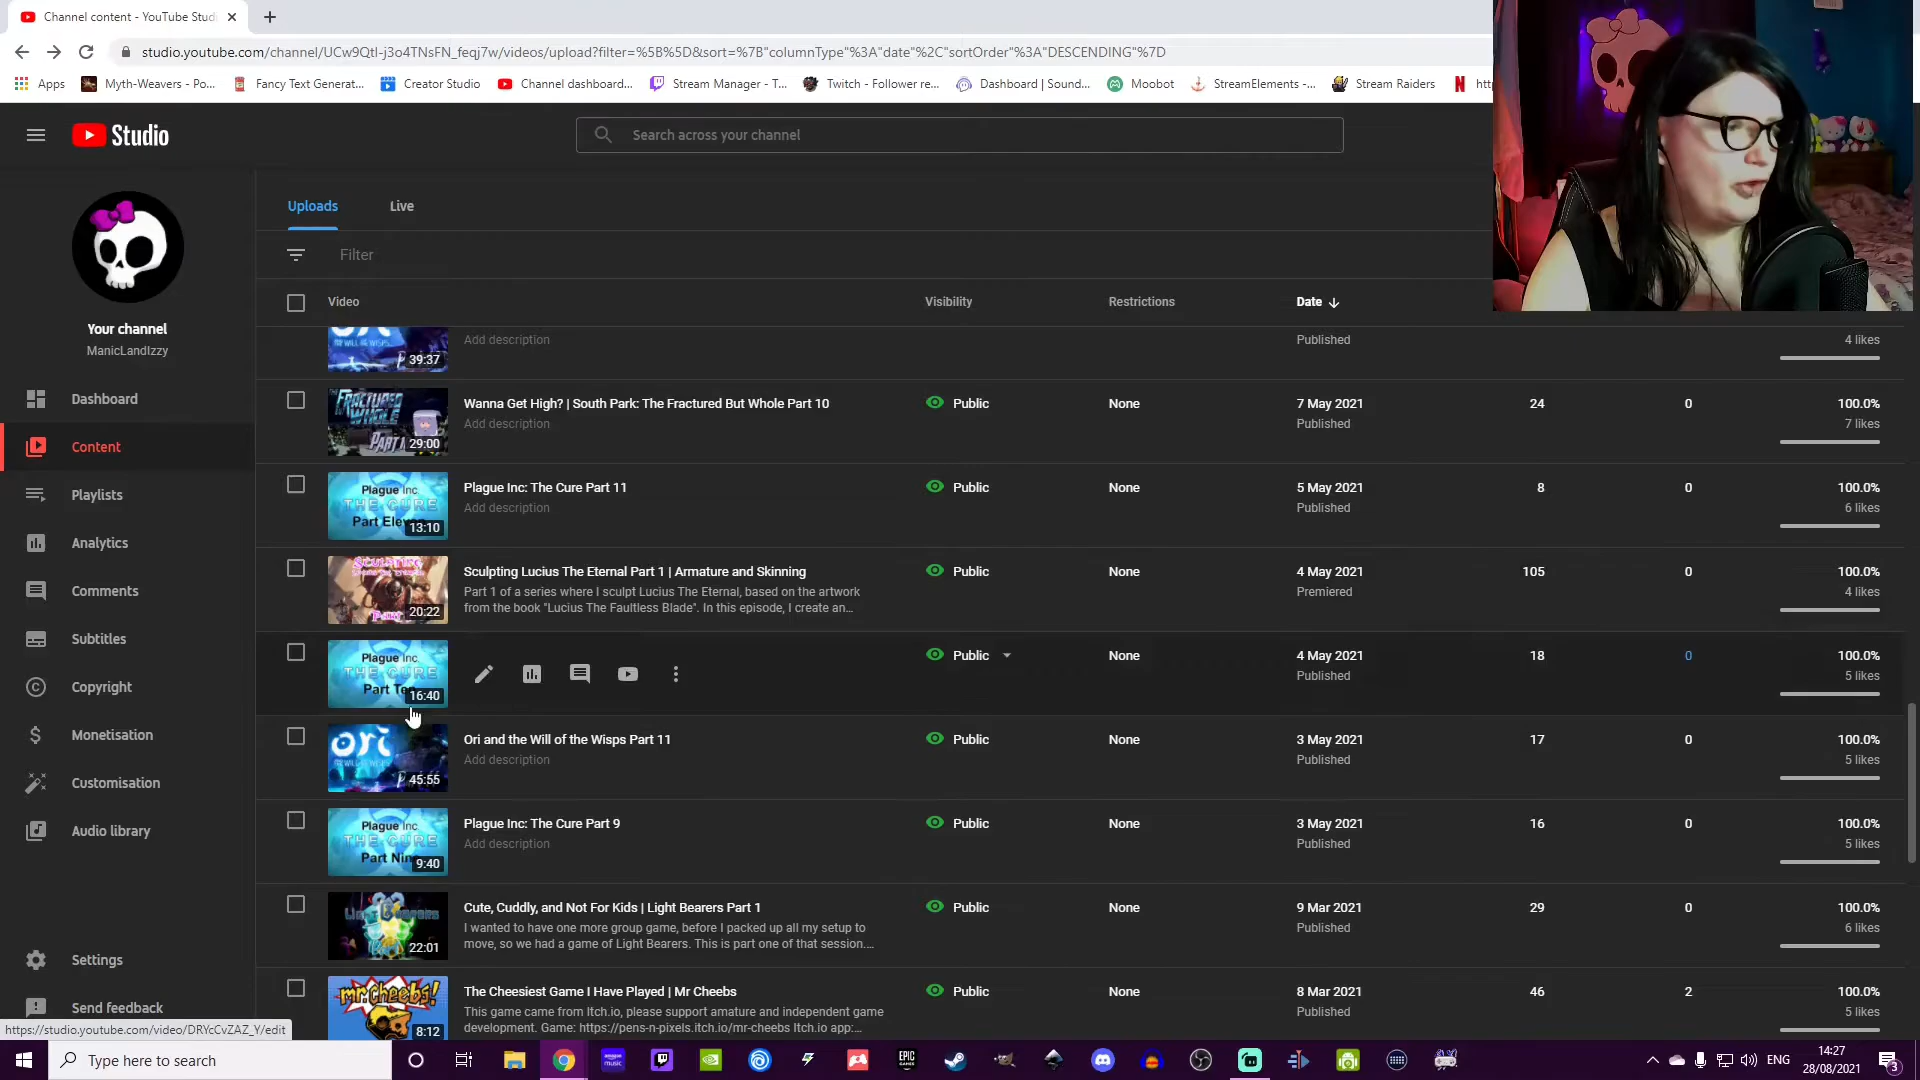 Channel content - YouTube Studi
studio.youtube.com/channel/UCw9Qtl-j3o4TNsFN_feqj7w/videos/upload?filter=%5B%5D&sort=%7B"columnType"%3A"date"%2C"sortOrder"%3A"DESCENDING"%7D
Apps Myth-Weavers - Po... Fancy Text Generat... Creator Studio Channel dashboard... Stream Manager - T... Twitch - Follower re... Dashboard | Sound... Moobot StreamElements -... Stream Raiders
Studio
Search across your channel
Uploads Live
Your channel
ManicLandIzzy
Dashboard
Content
Playlists
Analytics
Comments
Subtitles
Copyright
Monetisation
Customisation
Audio library
Settings
Send feedback
Filter
Video Visibility Restrictions Date
39:37 Add description Published 4 likes
Wanna Get High? | South Park: The Fractured But Whole Part 10 Public None 7 May 2021 24 0 100.0%
29:00 Add description Published 7 likes
Plague Inc: The Cure Part 11 Public None 5 May 2021 8 0 100.0%
13:10 Add description Published 6 likes
Sculpting Lucius The Eternal Part 1 | Armature and Skinning Public None 4 May 2021 105 0 100.0%
Part 1 of a series where I sculpt Lucius The Eternal, based on the artwork Premiered 4 likes
20:22 from the book "Lucius The Faultless Blade". In this episode, I create an...
Plague Inc. THE CURE Part Ten 16:40 Public None 4 May 2021 18 0 100.0%
Published 5 likes
Ori and the Will of the Wisps Part 11 Public None 3 May 2021 17 0 100.0%
45:55 Add description Published 5 likes
Plague Inc: The Cure Part 9 Public None 3 May 2021 16 0 100.0%
9:40 Add description Published 5 likes
Cute, Cuddly, and Not For Kids | Light Bearers Part 1 Public None 9 Mar 2021 29 0 100.0%
I wanted to have one more group game, before I packed up all my setup to Published 6 likes
22:01 move, so we had a game of Light Bearers. This is part one of that session....
The Cheesiest Game I Have Played | Mr Cheebs Public None 8 Mar 2021 46 2 100.0%
This game came from Itch.io, please support amature and independent game Published 5 likes
8:12 development. Game: https://pens-n-pixels.itch.io/mr-cheebs Itch.io app:...
https://studio.youtube.com/video/DRYcCvZAZ_Y/edit
Type here to search
ENG
14:27
28/08/2021
3